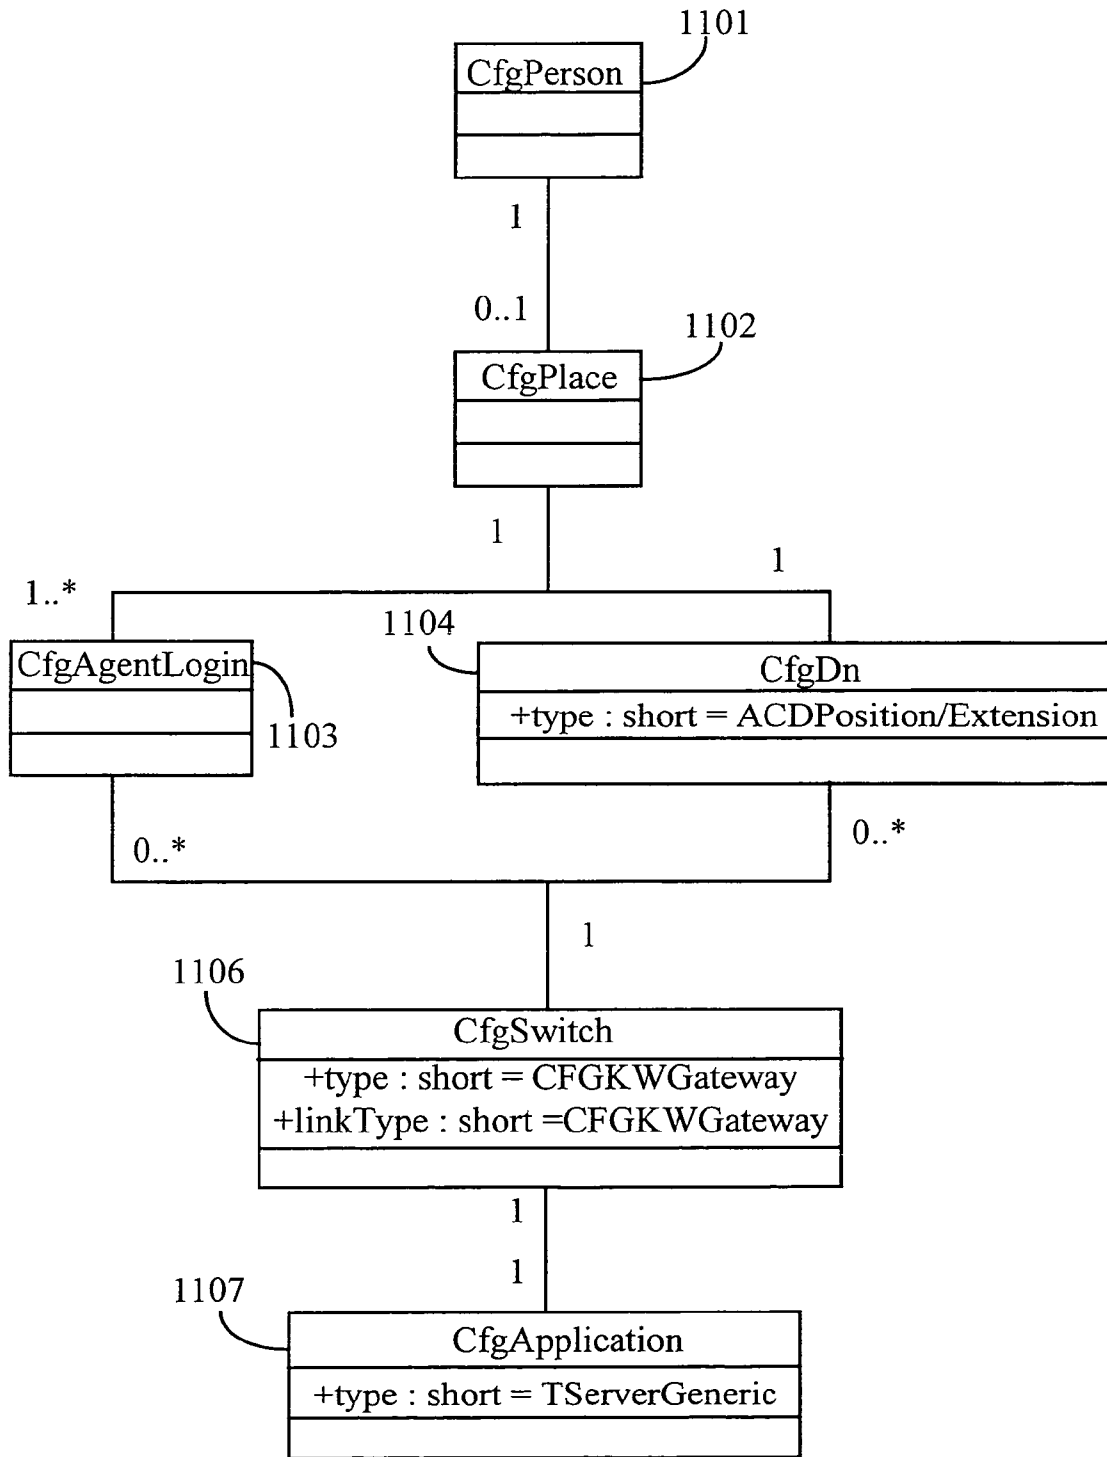 1101
CfgPerson
1
0..1
1102
CfgPlace
1
1
1..*
1104
CfgAgentLogin
CfgDn
+type : short = ACDPosition/Extension
1103
0..*
0..*
1
1106
CfgSwitch
+type : short = CFGKWGateway
+linkType : short =CFGKWGateway
1
1
1107
CfgApplication
+type : short = TServerGeneric